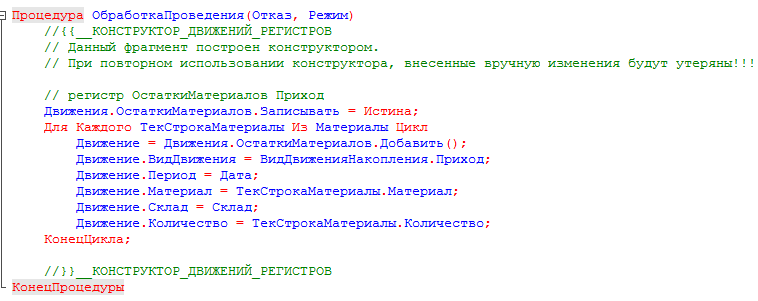 Процедура ОбработкаПроведения(Отказ, Режим)
//{{__КОНСТРУКТОР_ДВИЖЕНИЙ_РЕГИСТРОВ
// Данный фрагмент построен конструктором.
// При повторном использовании конструктора, внесенные вручную изменения будут утеряны!!!
// регистр ОстаткиМатериалов Приход
Движения.ОстаткиМатериалов.Записывать = Истина;
Для Каждого ТекСтрокаМатериалы Из Материалы Цикл
Движение = Движения.ОстаткиМатериалов.Добавить();
Движение.ВидДвижения = ВидДвиженияНакопления.Приход;
Движение.Период = Дата;
Движение.Материал = ТекСтрокаМатериалы.Материал;
Движение.Склад = Склад;
Движение.Количество = ТекСтрокаМатериалы.Количество;
КонецЦикла;
//}}__КОНСТРУКТОР_ДВИЖЕНИЙ_РЕГИСТРОВ
КонецПроцедуры